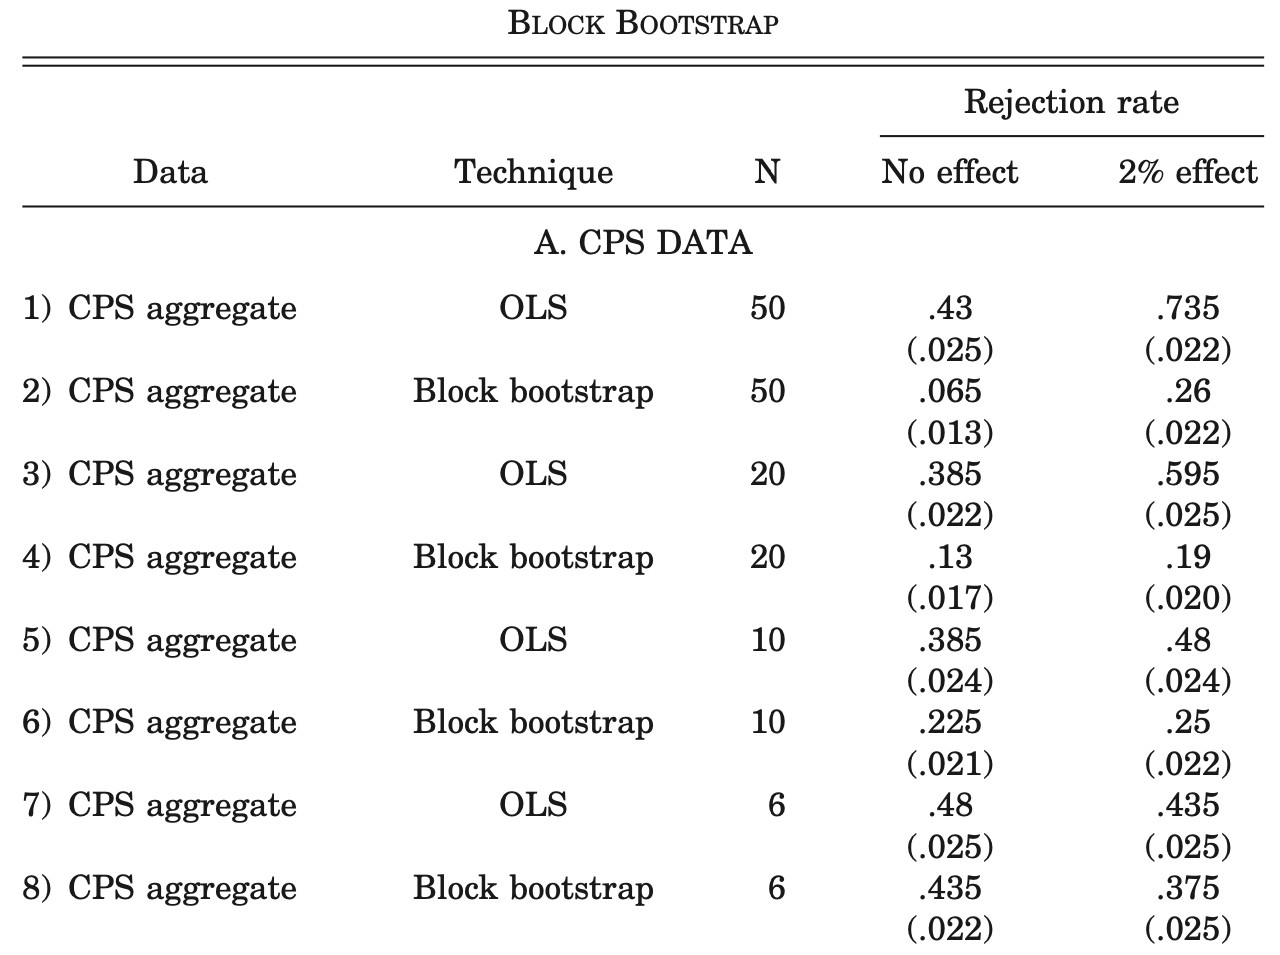 BLOCK BOOTSTRAP
Rejection rate
Data Technique N No effect 2% effect
A. CPS DATA
1) CPS aggregate OLS 50 .43 .735
(.025) (.022)
2) CPS aggregate Block bootstrap 50 .065 .26
(.013) (.022)
3) CPS aggregate OLS 20 .385 .595
(.022) (.025)
4) CPS aggregate Block bootstrap 20 .13 .19
(.017) (.020)
5) CPS aggregate OLS 10 .385 .48
(.024) (.024)
6) CPS aggregate Block bootstrap 10 .225 .25
(.021) (.022)
7) CPS aggregate OLS 6 .48 .435
(.025) (.025)
8) CPS aggregate Block bootstrap 6 .435 .375
(.022) (.025)